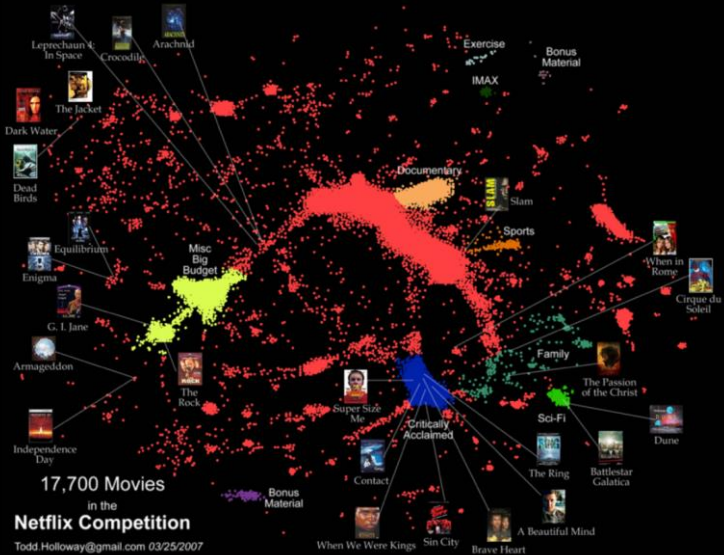 Leprechaun 4:
In Space
Crocodile
Arachnid
Exercise
Bonus
Material
IMAX
The Jacket
Dark Water
Dead
Birds
Documentary
SLAM
Slam
Sports
Equilibrium
Enigma
Misc
Big
Budget
When in
Rome
Cirque du
Soleil
G. I. Jane
Armageddon
The
Rock
Family
The Passion
of the Christ
Super Size
Me
Sci-Fi
Dune
Independence
Day
Critically
Acclaimed
Contact
The Ring
Battlestar
Galatica
17,700 Movies
in the
Netflix Competition
Bonus
Material
A Beautiful Mind
When We Were Kings
Sin City
Brave Heart
Todd.Holloway@gmail.com 03/25/2007